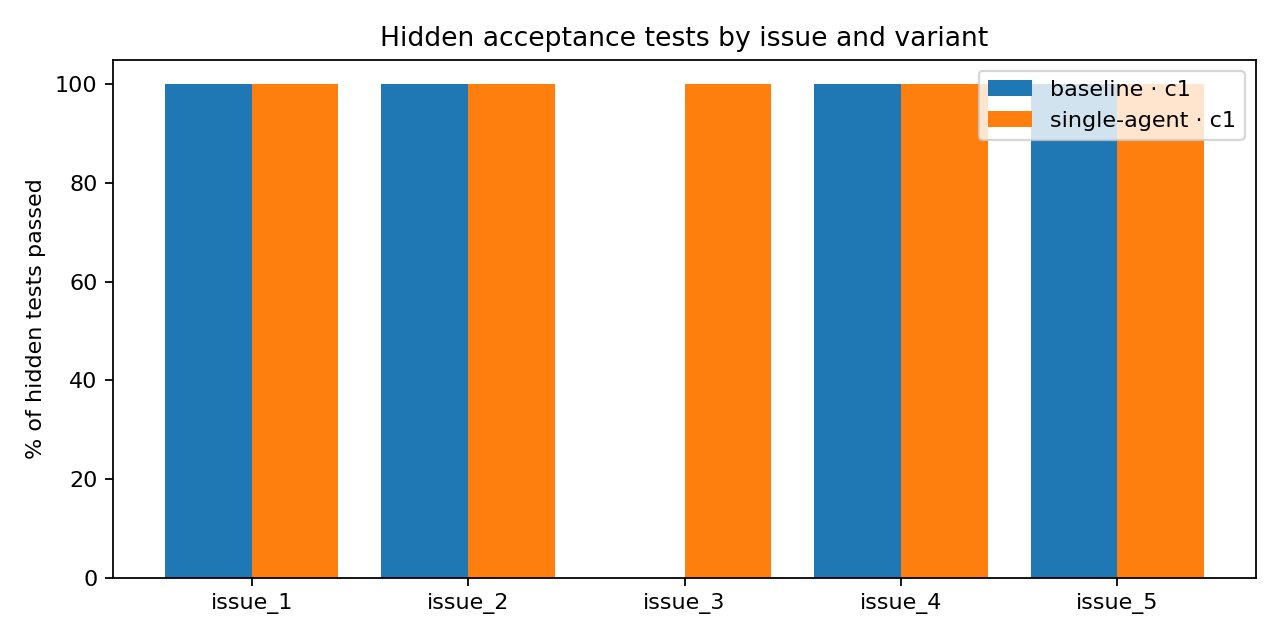 Hidden acceptance tests by issue and variant
baseline · c1
single-agent · c1
% of hidden tests passed
100
80
60
40
20
0
issue_1 issue_2 issue_3 issue_4 issue_5